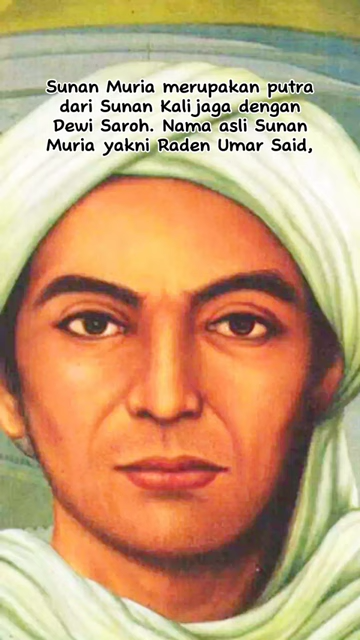 Sunan Muria merupakan putra
dari Sunan Kalijaga dengan
Dewi Saroh. Nama asli Sunan
Muria yakni Raden Umar Said,